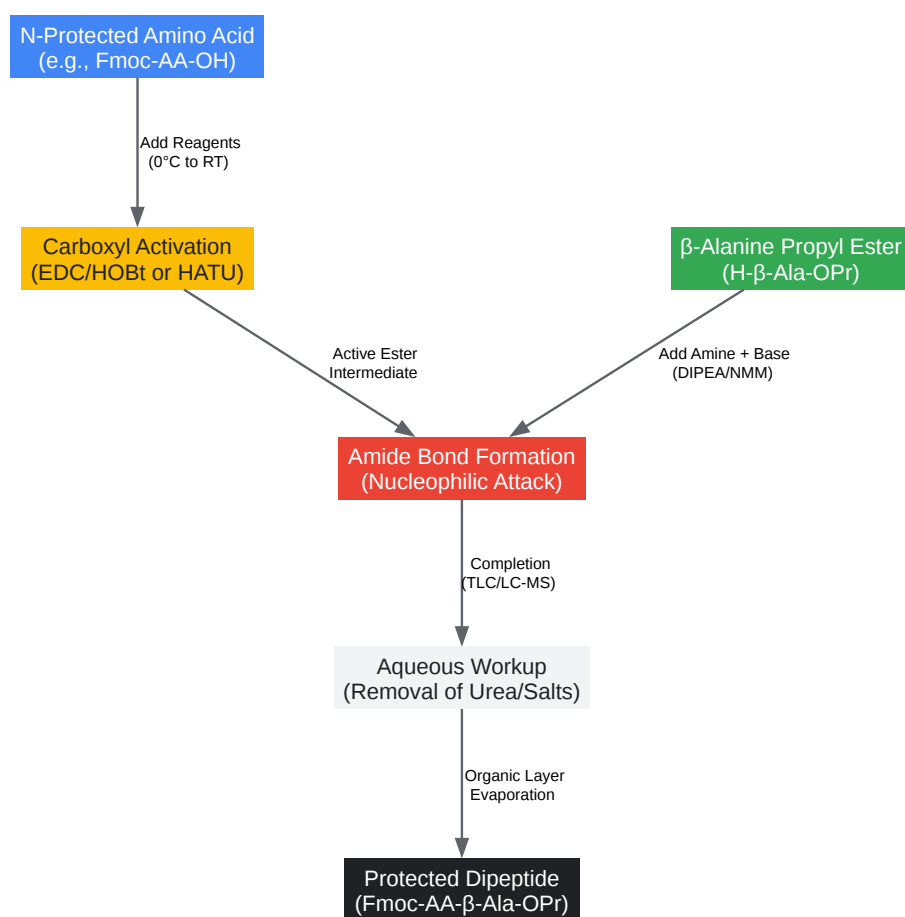 N-Protected Amino Acid
(e.g., Fmoc-AA-OH)
Add Reagents
(0°C to RT)
Carboxyl Activation
(EDC/HOBt or HATU)
β-Alanine Propyl Ester
(H-β-Ala-OPr)
Active Ester
Intermediate
Add Amine + Base
(DIPEA/NMM)
Amide Bond Formation
(Nucleophilic Attack)
Completion
(TLC/LC-MS)
Aqueous Workup
(Removal of Urea/Salts)
Organic Layer
Evaporation
Protected Dipeptide
(Fmoc-AA-β-Ala-OPr)